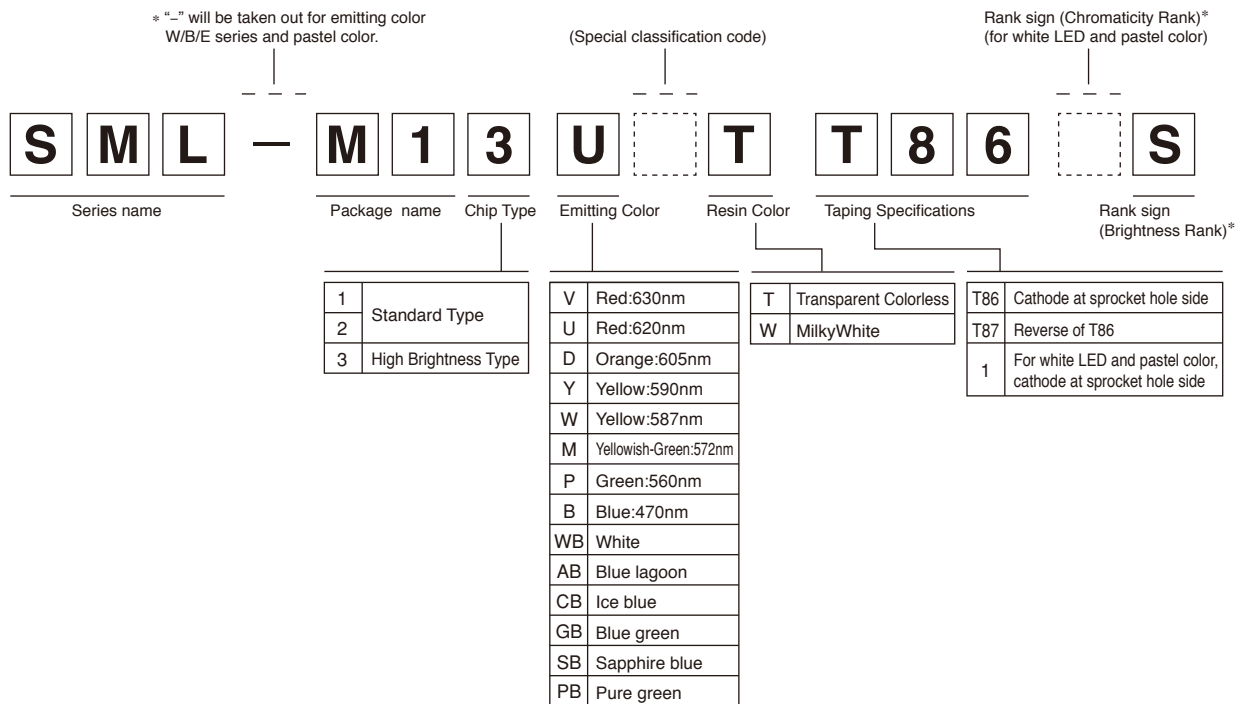 * “–” will be taken out for emitting color
W/B/E series and pastel color.
(Special classification code)
Rank sign (Chromaticity Rank)*
(for white LED and pastel color)
S M L — M 1 3 U T T 8 6 S
Series name
Package name
Chip Type
Emitting Color
Resin Color
Taping Specifications
Rank sign
(Brightness Rank)*
1
2
Standard Type
3 High Brightness Type
V Red:630nm
U Red:620nm
D Orange:605nm
Y Yellow:590nm
W Yellow:587nm
M Yellowish-Green:572nm
P Green:560nm
B Blue:470nm
WB White
AB Blue lagoon
CB Ice blue
GB Blue green
SB Sapphire blue
PB Pure green
T Transparent Colorless
W MilkyWhite
T86 Cathode at sprocket hole side
T87 Reverse of T86
1 For white LED and pastel color,
cathode at sprocket hole side